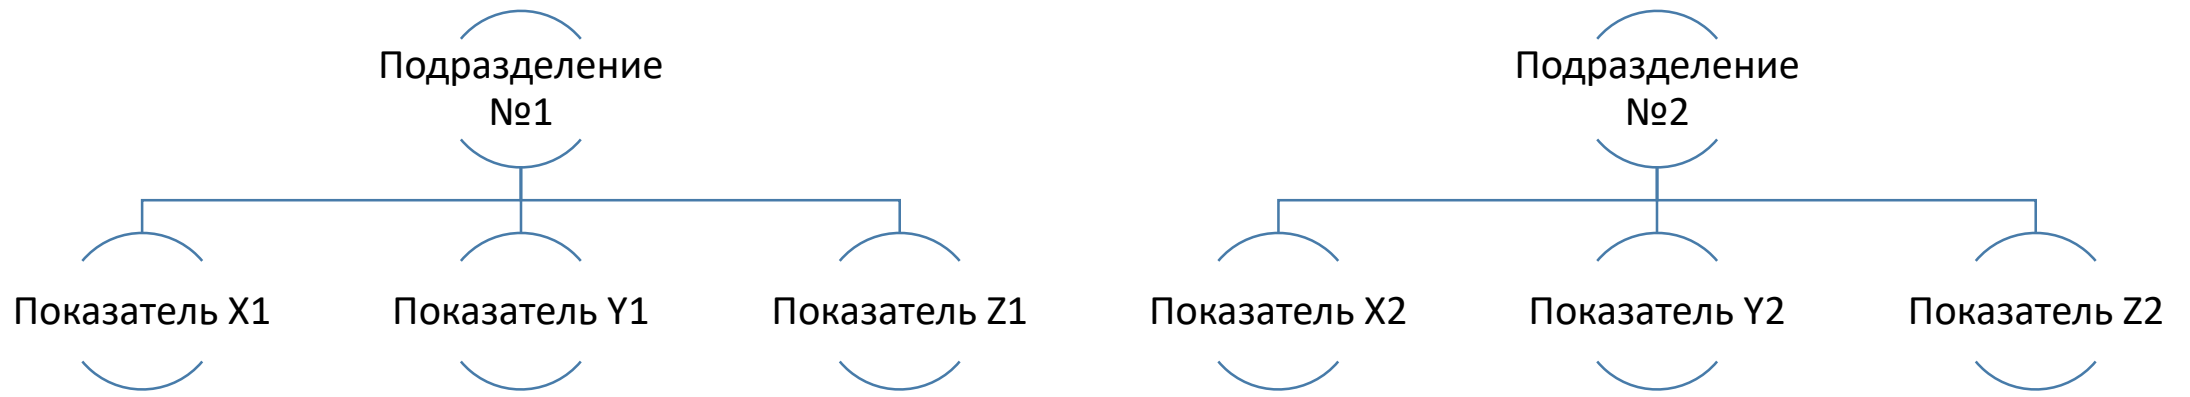 Подразделение
№1
Показатель X1
Показатель Y1
Показатель Z1
Подразделение
№2
Показатель X2
Показатель Y2
Показатель Z2